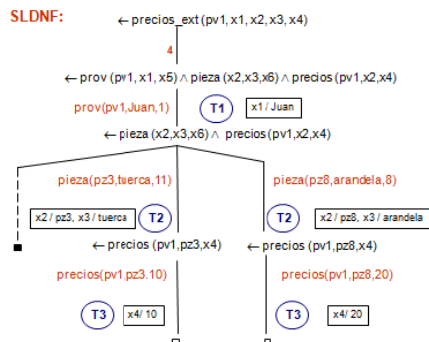 SLDNF:
← precios_ext (pv1, x1, x2, x3, x4)
4
← prov (pv1, x1, x5) ∧ pieza (x2,x3,x6) ∧ precios(pv1,x2,x4)
prov(pv1,Juan,1) T1 x1 / Juan
← pieza (x2,x3,x6) ∧ precios(pv1,x2,x4)
pieza(pz3,tuerca,11) pieza(pz8,arandela,8)
x2 / pz3, x3 / tuerca T2 T2 x2 / pz8, x3 / arandela
← precios (pv1,pz3,x4) ← precios(pv1,pz8,x4)
precios(pv1,pz3.10) precios(pv1,pz8,20)
T3 x4/ 10 T3 x4/ 20